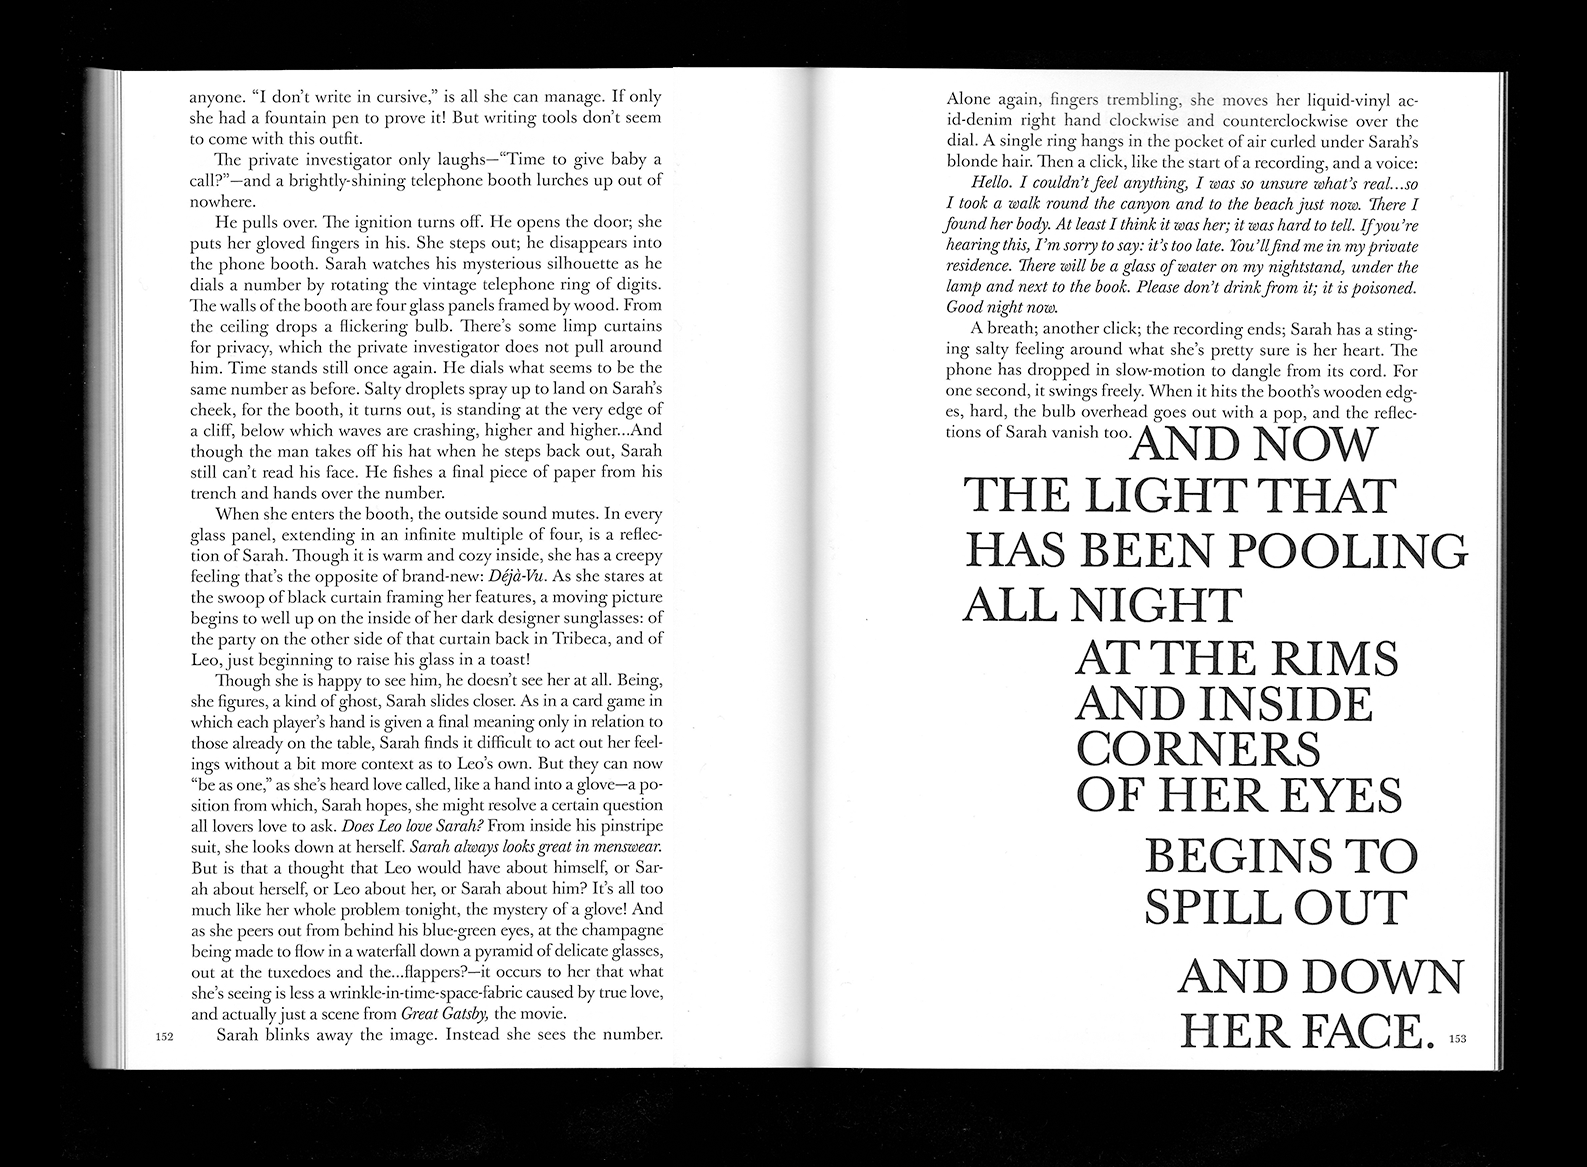 anyone. “I don’t write in cursive,” is all she can manage. If only
she had a fountain pen to prove it! But writing tools don’t seem
to come with this outfit.
The private investigator only laughs—“Time to give baby a
call?”—and a brightly-shining telephone booth lurches up out of
nowhere.
He pulls over. The ignition turns off. He opens the door; she
puts her gloved fingers in his. She steps out; he disappears into
the phone booth. Sarah watches his mysterious silhouette as he
dials a number by rotating the vintage telephone ring of digits.
The walls of the booth are four glass panels framed by wood. From
the ceiling drops a flickering bulb. There’s some limp curtains
for privacy, which the private investigator does not pull around
him. Time stands still once again. He dials what seems to be the
same number as before. Salty droplets spray up to land on Sarah’s
cheek, for the booth, it turns out, is standing at the very edge of
a cliff, below which waves are crashing, higher and higher...And
though the man takes off his hat when he steps back out, Sarah
still can’t read his face. He fishes a final piece of paper from his
trench and hands over the number.
When she enters the booth, the outside sound mutes. In every
glass panel, extending in an infinite multiple of four, is a reflec-
tion of Sarah. Though it is warm and cozy inside, she has a creepy
feeling that’s the opposite of brand-new: Déjà-Vu. As she stares at
the swoop of black curtain framing her features, a moving picture
begins to well up on the inside of her dark designer sunglasses: of
the party on the other side of that curtain back in Tribeca, and of
Leo, just beginning to raise his glass in a toast!
Though she is happy to see him, he doesn’t see her at all. Being,
she figures, a kind of ghost, Sarah slides closer. As in a card game in
which each player’s hand is given a final meaning only in relation to
those already on the table, Sarah finds it difficult to act out her feel-
ings without a bit more context as to Leo’s own. But they can now
“be as one,” as she’s heard love called, like a hand into a glove—a po-
sition from which, Sarah hopes, she might resolve a certain question
all lovers love to ask. Does Leo love Sarah? From inside his pinstripe
suit, she looks down at herself. Sarah always looks great in menswear.
But is that a thought that Leo would have about himself, or Sar-
ah about herself, or Leo about her, or Sarah about him? It’s all too
much like her whole problem tonight, the mystery of a glove! And
as she peers out from behind his blue-green eyes, at the champagne
being made to flow in a waterfall down a pyramid of delicate glasses,
out at the tuxedoes and the...flappers?—it occurs to her that what
she’s seeing is less a wrinkle-in-time-space-fabric caused by true love,
and actually just a scene from Great Gatsby, the movie.
Sarah blinks away the image. Instead she sees the number.
152
Alone again, fingers trembling, she moves her liquid-vinyl ac-
id-denim right hand clockwise and counterclockwise over the
dial. A single ring hangs in the pocket of air curled under Sarah’s
blonde hair. Then a click, like the start of a recording, and a voice:
Hello. I couldn’t feel anything, I was so unsure what’s real...so
I took a walk round the canyon and to the beach just now. There I
found her body. At least I think it was her; it was hard to tell. If you’re
hearing this, I’m sorry to say: it’s too late. You’ll find me in my private
residence. There will be a glass of water on my nightstand, under the
lamp and next to the book. Please don’t drink from it; it is poisoned.
Good night now.
A breath; another click; the recording ends; Sarah has a sting-
ing salty feeling around what she’s pretty sure is her heart. The
phone has dropped in slow-motion to dangle from its cord. For
one second, it swings freely. When it hits the booth’s wooden edg-
es, hard, the bulb overhead goes out with a pop, and the reflec-
tions of Sarah vanish too. AND NOW
THE LIGHT THAT
HAS BEEN POOLING
ALL NIGHT
AT THE RIMS
AND INSIDE
CORNERS
OF HER EYES
BEGINS TO
SPILL OUT
AND DOWN
HER FACE.
153